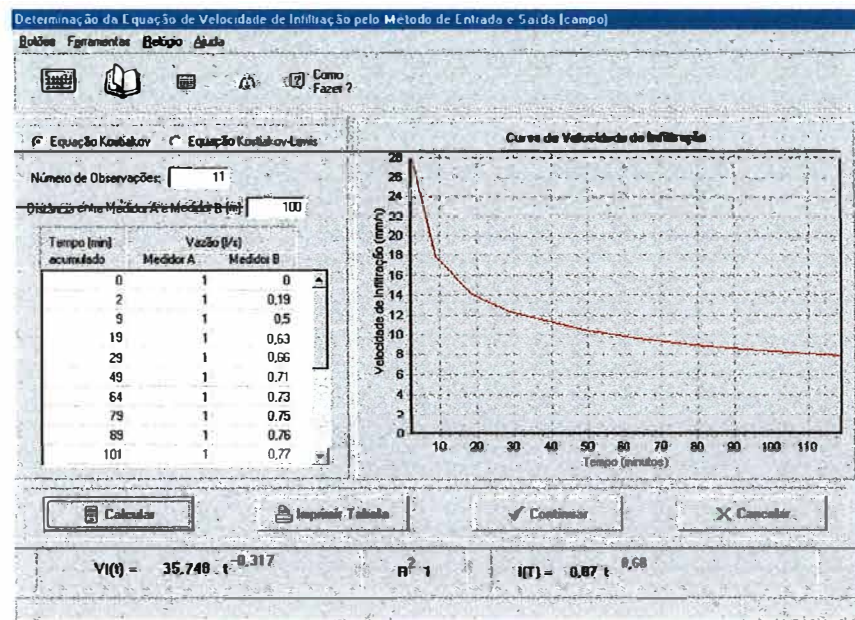 Determinação da Equação de Velocidade de Infiltração pelo Método de Entrada e Saída (campo)
Botões Ferramentas Relógio Ajuda
Como Fazer ?
Equação Kostiakov Equação Kostiakov-Lewis
Número de Observações: 11
Distância entre Medidor A e Medidor B (m) 100
Tempo (min) acumulado Vazão (l/s) Medidor A Medidor B
0 1 0
2 1 0,19
9 1 0,5
19 1 0,63
29 1 0,66
49 1 0,71
64 1 0,73
79 1 0,75
89 1 0,76
101 1 0,77
Curva de Velocidade de Infiltração
Velocidade de Infiltração (mm/h)
28
26
24
22
20
18
16
14
12
10
8
6
4
2
0
10 20 30 40 50 60 70 80 90 100 110
Tempo (minutos)
Calcular Imprimir Tabela Continuar Cancelar
VI(t) = 35.748 . t^-0,317 R^2 1 I(T) = 0,87 t^0,68